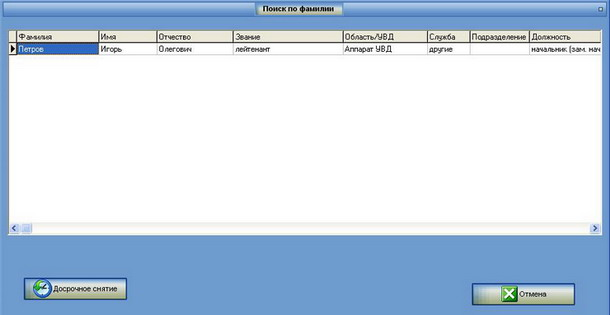 Поиск по фамилии
Фамилия Имя Отчество Звание Область/УВД Служба Подразделение Должность
Петров Игорь Олегович лейтенант Аппарат УВД другие начальник (зам. нач
Досрочное снятие
Отмена